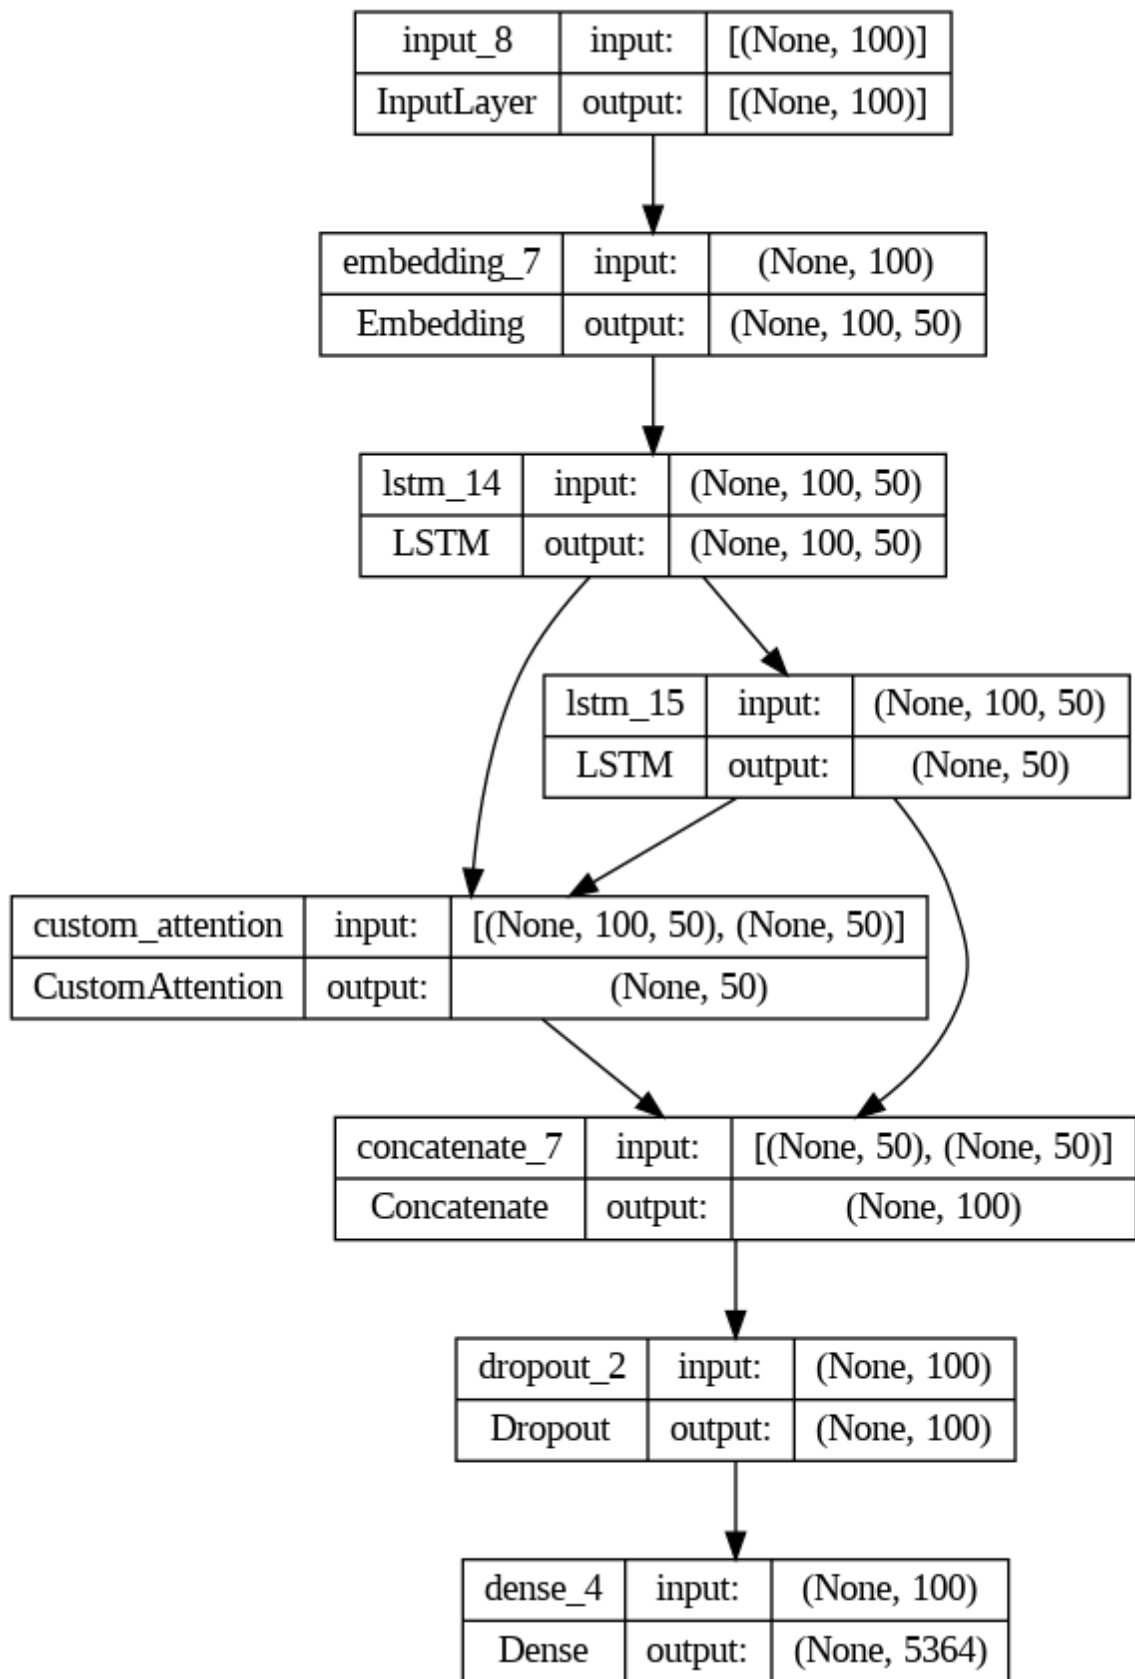 input_8 input: [(None, 100)]
InputLayer output: [(None, 100)]
embedding_7 input: (None, 100)
Embedding output: (None, 100, 50)
lstm_14 input: (None, 100, 50)
LSTM output: (None, 100, 50)
lstm_15 input: (None, 100, 50)
LSTM output: (None, 50)
custom_attention input: [(None, 100, 50), (None, 50)]
CustomAttention output: (None, 50)
concatenate_7 input: [(None, 50), (None, 50)]
Concatenate output: (None, 100)
dropout_2 input: (None, 100)
Dropout output: (None, 100)
dense_4 input: (None, 100)
Dense output: (None, 5364)